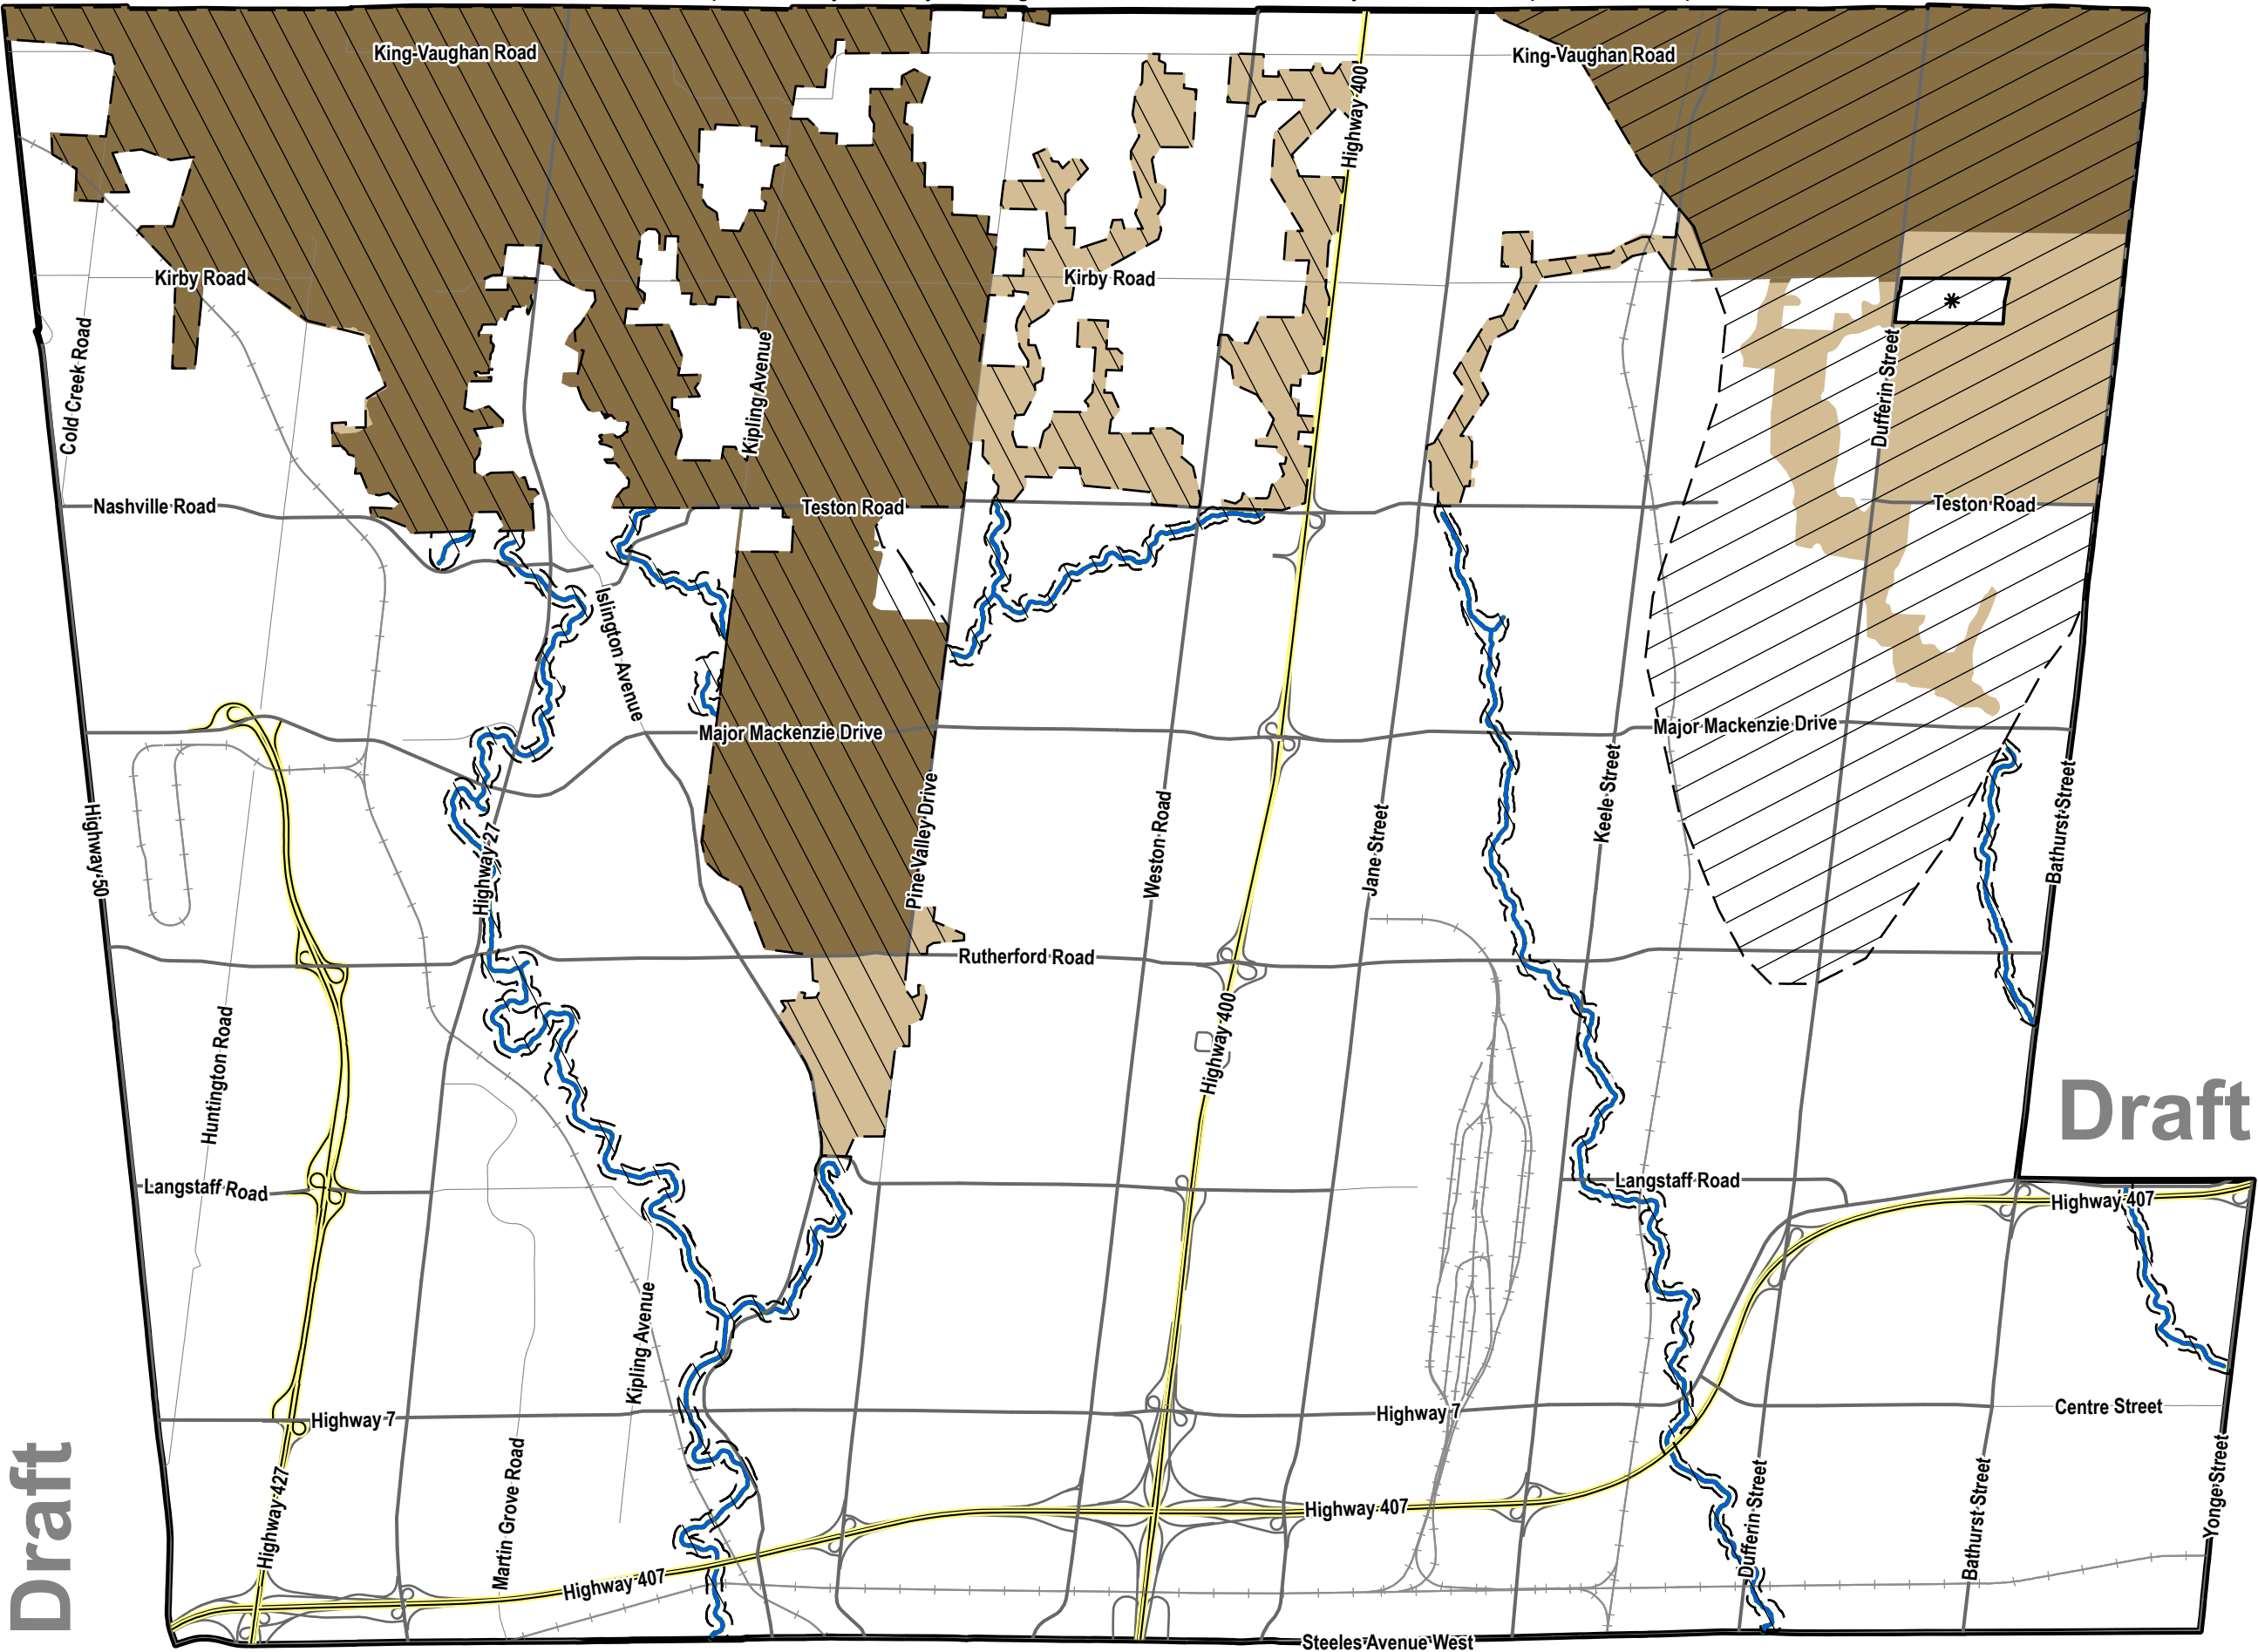 King-Vaughan Road
King-Vaughan Road
Highway 400
Kirby Road
Kirby Road
Cold Creek Road
Kipling Avenue
Dufferin Street
Nashville Road
Teston Road
Teston Road
Islington Avenue
Major Mackenzie Drive
Major Mackenzie Drive
Highway 50
Highway 27
Pine Valley Drive
Weston Road
Jane Street
Keele Street
Bathurst Street
Rutherford Road
Huntington Road
Highway 400
Draft
Langstaff Road
Langstaff Road
Highway 407
Kipling Avenue
Highway 7
Highway 7
Centre Street
Draft
Highway 427
Martin Grove Road
Highway 407
Highway 407
Dufferin Street
Bathurst Street
Yonge Street
Steeles Avenue West